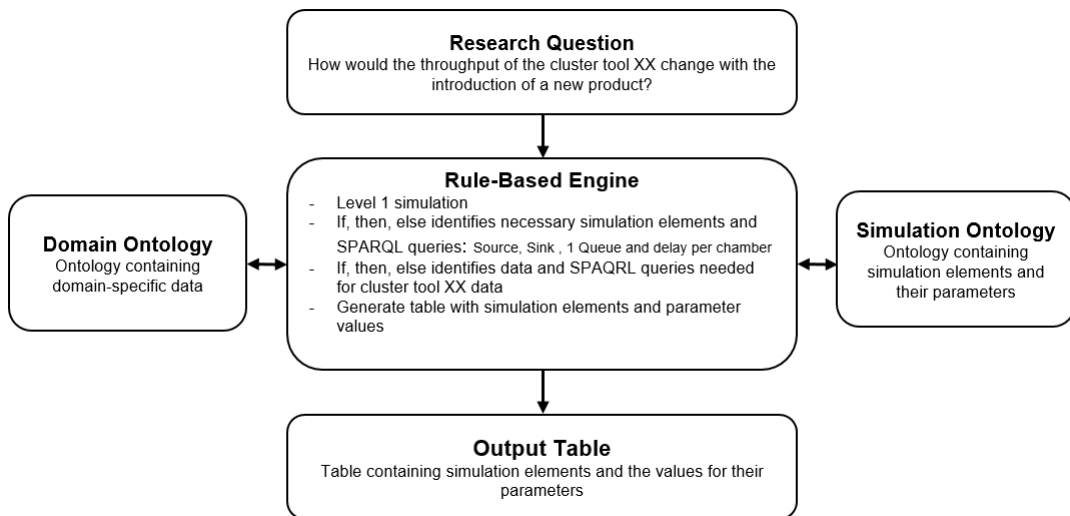 Research Question
How would the throughput of the cluster tool XX change with the
introduction of a new product?
Rule-Based Engine
- Level 1 simulation
- If, then, else identifies necessary simulation elements and
SPARQL queries: Source, Sink , 1 Queue and delay per chamber
- If, then, else identifies data and SPAQRL queries needed
for cluster tool XX data
- Generate table with simulation elements and parameter
values
Domain Ontology
Ontology containing
domain-specific data
Simulation Ontology
Ontology containing
simulation elements and
their parameters
Output Table
Table containing simulation elements and the values for their
parameters